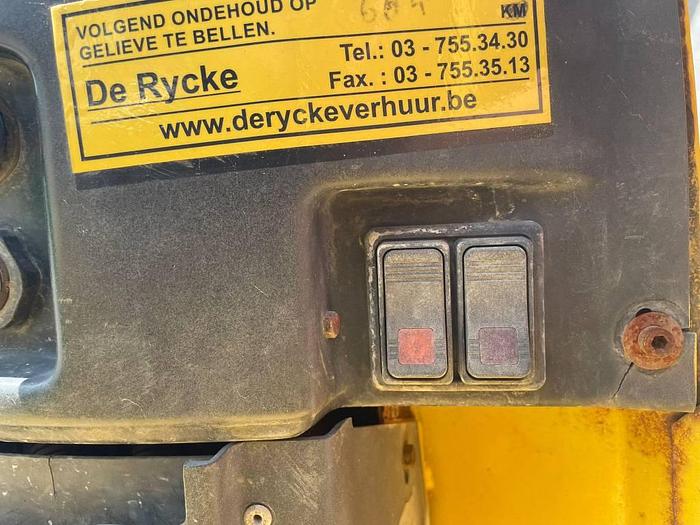 VOLGEND ONDEHOUD OP
KM
GELIEVE TE BELLEN.
De Rycke
Tel.: 03 - 755.34.30
Fax. : 03 - 755.35.13
www.deryckeverhuur.be